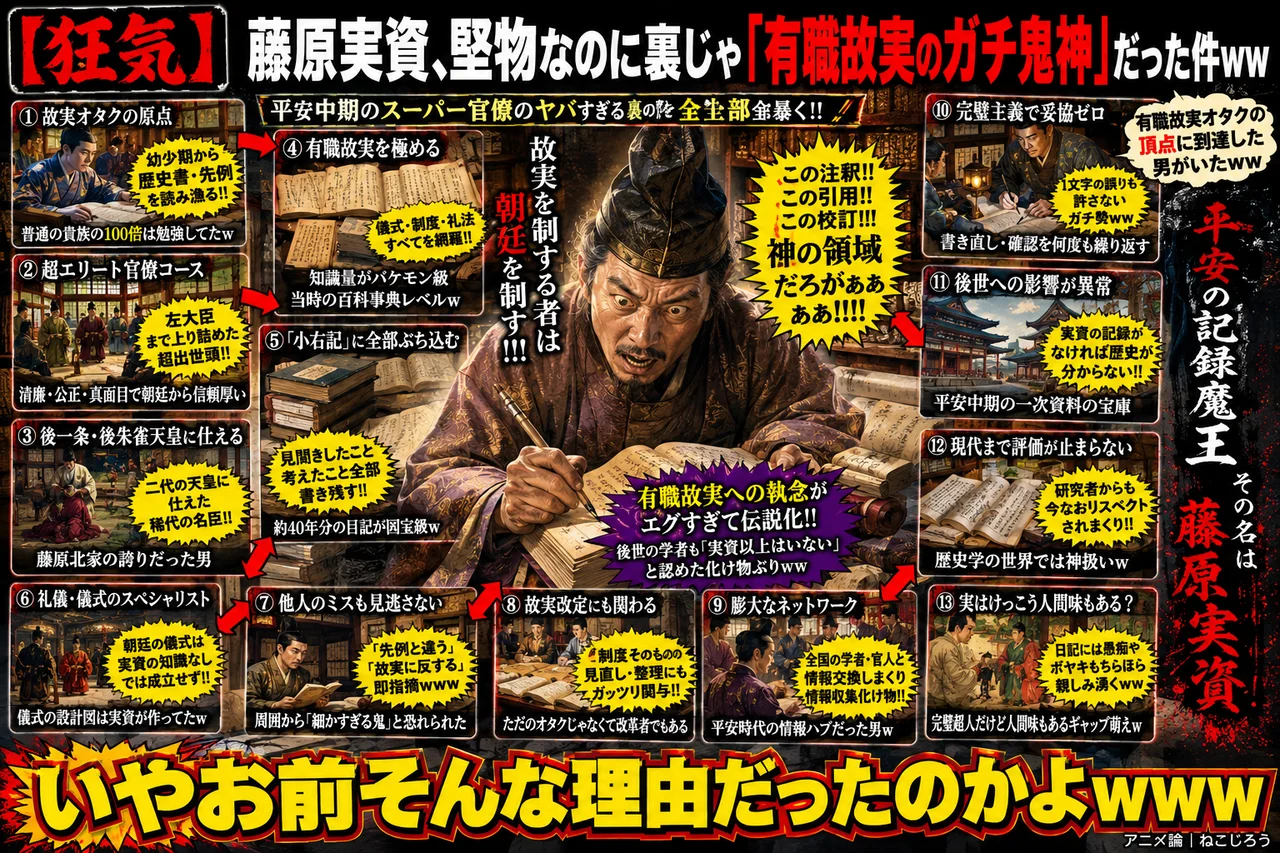 【狂気】
藤原実資、堅物なのに裏じゃ「有職故実のガチ鬼神」だった件ww
平安中期のスーパー官僚のヤバすぎる裏の
① 故実オタクの原点
幼少期から
歴史書・先例
を読み漁る!!
普通の貴族の100倍は勉強してたw
② 超エリート官僚コース
左大臣
まで上り詰めた
超出世頭!!
清廉・公正・真面目で朝廷から信頼厚い
③ 後一条・後朱雀天皇に仕える
二代の天皇に
仕えた
稀代の名臣!!
藤原北家の誇りだった男
④ 有職故実を極める
儀式・制度・礼法
すべてを網羅!!
知識量がバケモン級
当時の百科事典レベルw
⑤ 「小右記」に全部ぶち込む
見聞きしたこと
考えたこと全部
書き残す!!
約40年分の日記が国宝級w
故実を制する者は
朝廷を制す!!!
この注釈!!
この引用!!
この校訂!!!
神の領域
だろがぁぁ
ぁぁ!!!!
有職故実への執念が
エグすぎて伝説化!!
後世の学者も「実資以上はいない」
と認めた化け物ぶりww
⑥ 礼儀・儀式のスペシャリスト
朝廷の儀式は
実資の知識なし
では成立せず!!
儀式の設計図は実資が作ってたw
⑦ 他人のミスも見逃さない
「先例と違う」
「故実に反する」
即指摘www
周囲から「細かすぎる鬼」と恐れられた
⑧ 故実改定にも関わる
制度そのものの
見直し・整理にも
ガッツリ関与!!
ただのオタクじゃなくて改革者でもある
⑨ 膨大なネットワーク
全国の学者・官人と
情報交換しまくり
情報収集化け物!!
平安時代の情報ハブだった男w
⑩ 完璧主義で妥協ゼロ
1文字の誤りも
許さない
ガチ勢ww
書き直し・確認を何度も繰り返す
⑪ 後世への影響が異常
実資の記録が
なければ歴史が
分からない!!
平安中期の一次資料の宝庫
⑫ 現代まで評価が止まらない
研究者からも
今なおリスペクト
されまくり!!
歴史学の世界では神扱いw
⑬ 実はけっこう人間味もある?
日記には愚痴や
ボヤキもちらほら
親しみ湧くww
完璧超人だけど人間味もあるギャップ萌えw
有職故実オタクの
頂点に到達した
男がいたww
平安の記録魔王
その名は
藤原実資
いやお前そんな理由だったのかよwww
アニメ論｜ねこじろう